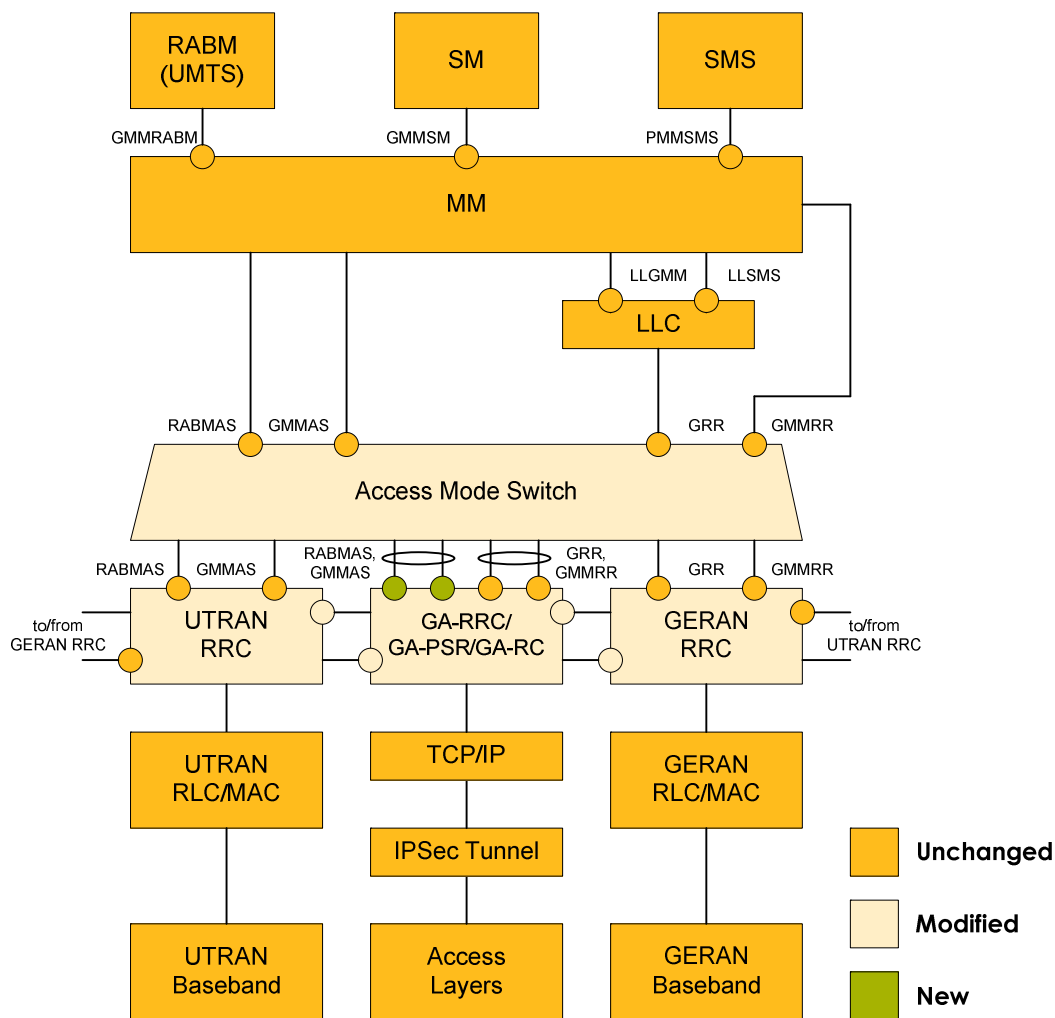 RABM
(UMTS)
SM
SMS
GMMRABM
GMMSM
PMMSMS
MM
LLGMM
LLSMS
LLC
RABMAS
GMMAS
GRR
GMMRR
Access Mode Switch
RABMAS
GMMAS
RABMAS,
GMMAS
GRR,
GMMRR
GRR
GMMRR
to/from
GERAN RRC
UTRAN
RRC
GA-RRC/
GA-PSR/GA-RC
GERAN
RRC
to/from
UTRAN RRC
UTRAN
RLC/MAC
TCP/IP
GERAN
RLC/MAC
IPSec Tunnel
UTRAN
Baseband
Access
Layers
GERAN
Baseband
Unchanged
Modified
New